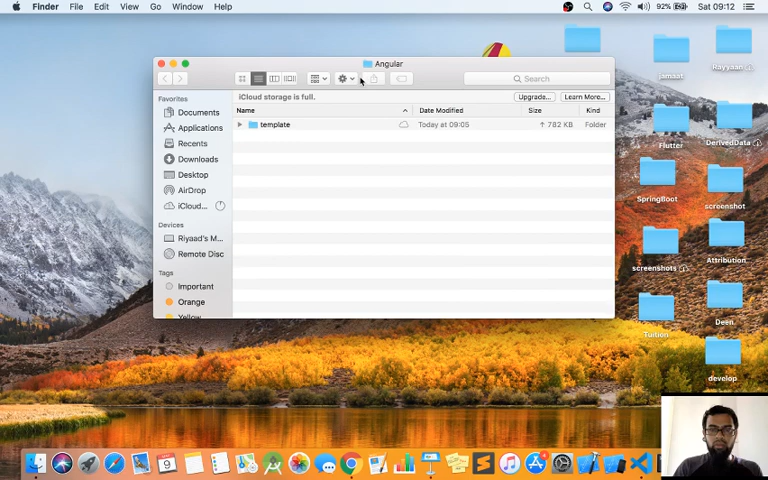 Finder File Edit View Go Window Help
92% Sat 09:12
Angular
Search
iCloud storage is full.
Upgrade... Learn More...
Name Date Modified Size Kind
template Today at 09:05 782 KB Folder
Favorites
Documents
Applications
Recents
Downloads
Desktop
AirDrop
iCloud...
Devices
Riyaad's M...
Remote Disc
Tags
Important
Orange
Yellow
jamaat
Rayyaan
Flutter
DerivedData
SpringBoot
screenshot
screenshots
Attribution...
Tuition
Deen
develop
9